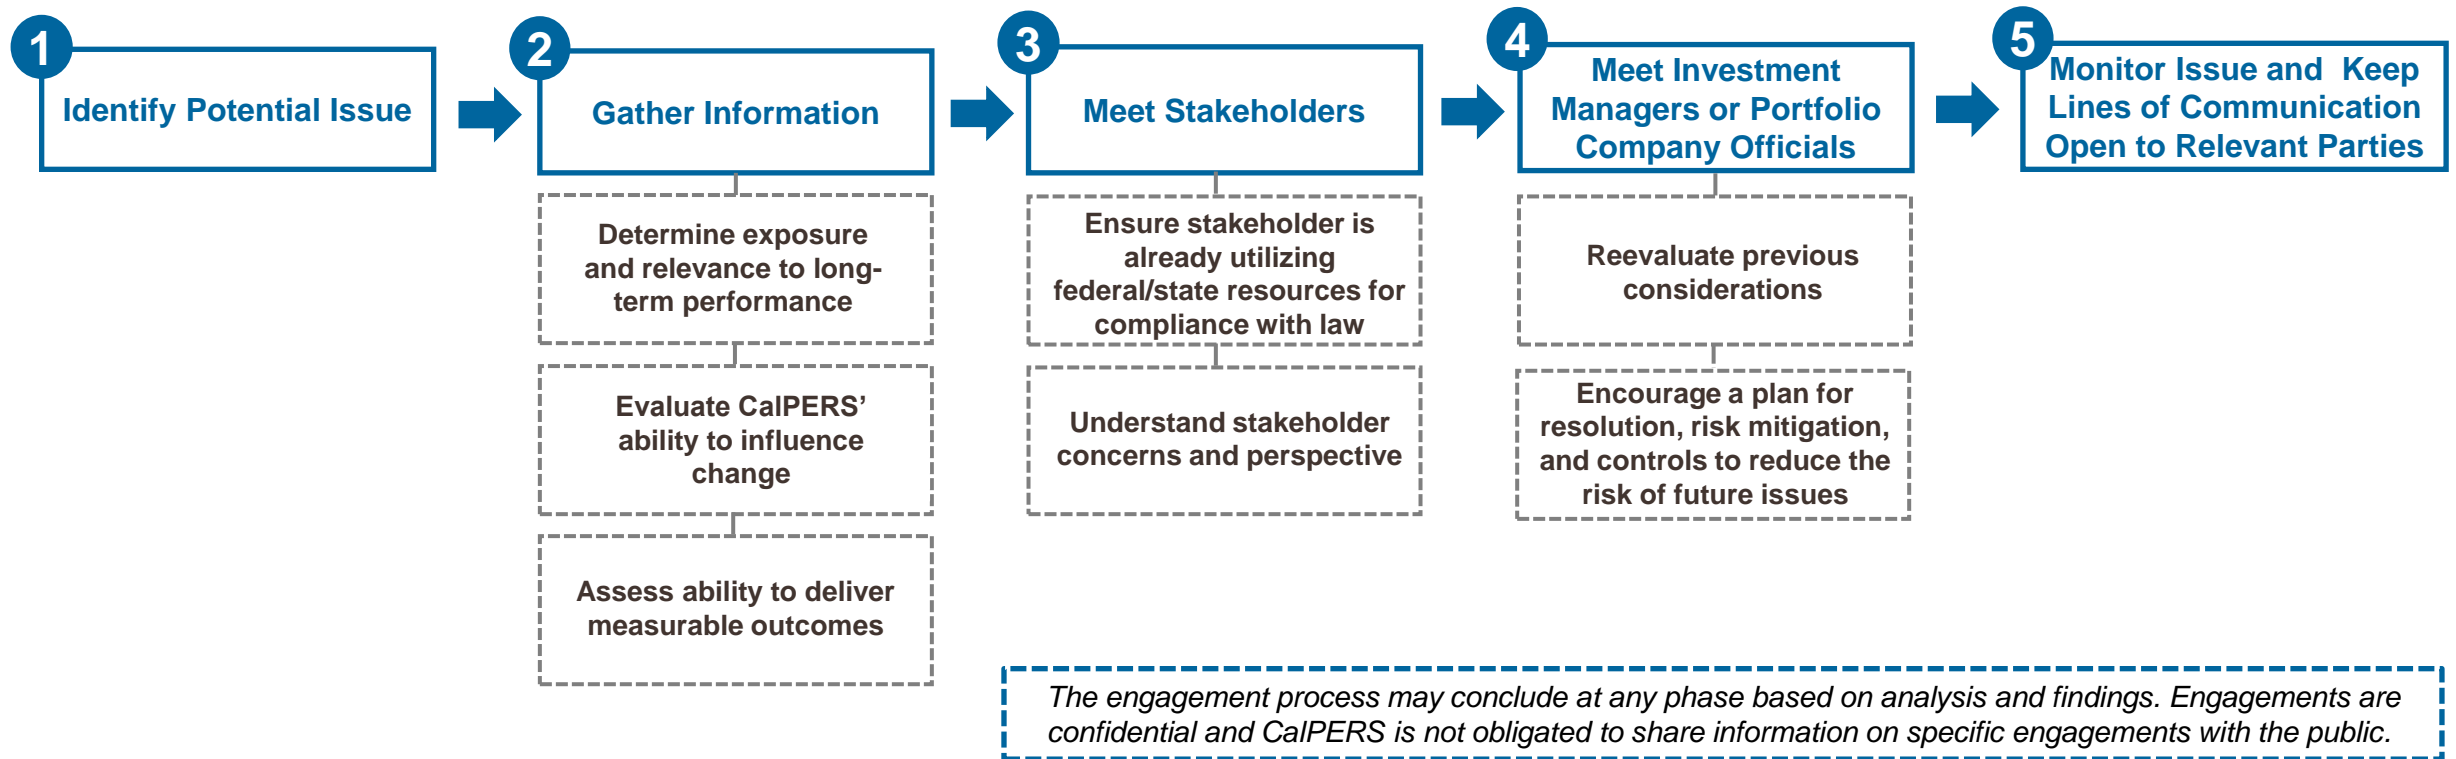 1
Identify Potential Issue
2
Gather Information
Determine exposure
and relevance to long-
term performance
Evaluate CalPERS’
ability to influence
change
Assess ability to deliver
measurable outcomes
3
Meet Stakeholders
Ensure stakeholder is
already utilizing
federal/state resources for
compliance with law
Understand stakeholder
concerns and perspective
4
Meet Investment
Managers or Portfolio
Company Officials
Reevaluate previous
considerations
Encourage a plan for
resolution, risk mitigation,
and controls to reduce the
risk of future issues
5
Monitor Issue and  Keep
Lines of Communication
Open to Relevant Parties
The engagement process may conclude at any phase based on analysis and findings. Engagements are
confidential and CalPERS is not obligated to share information on specific engagements with the public.